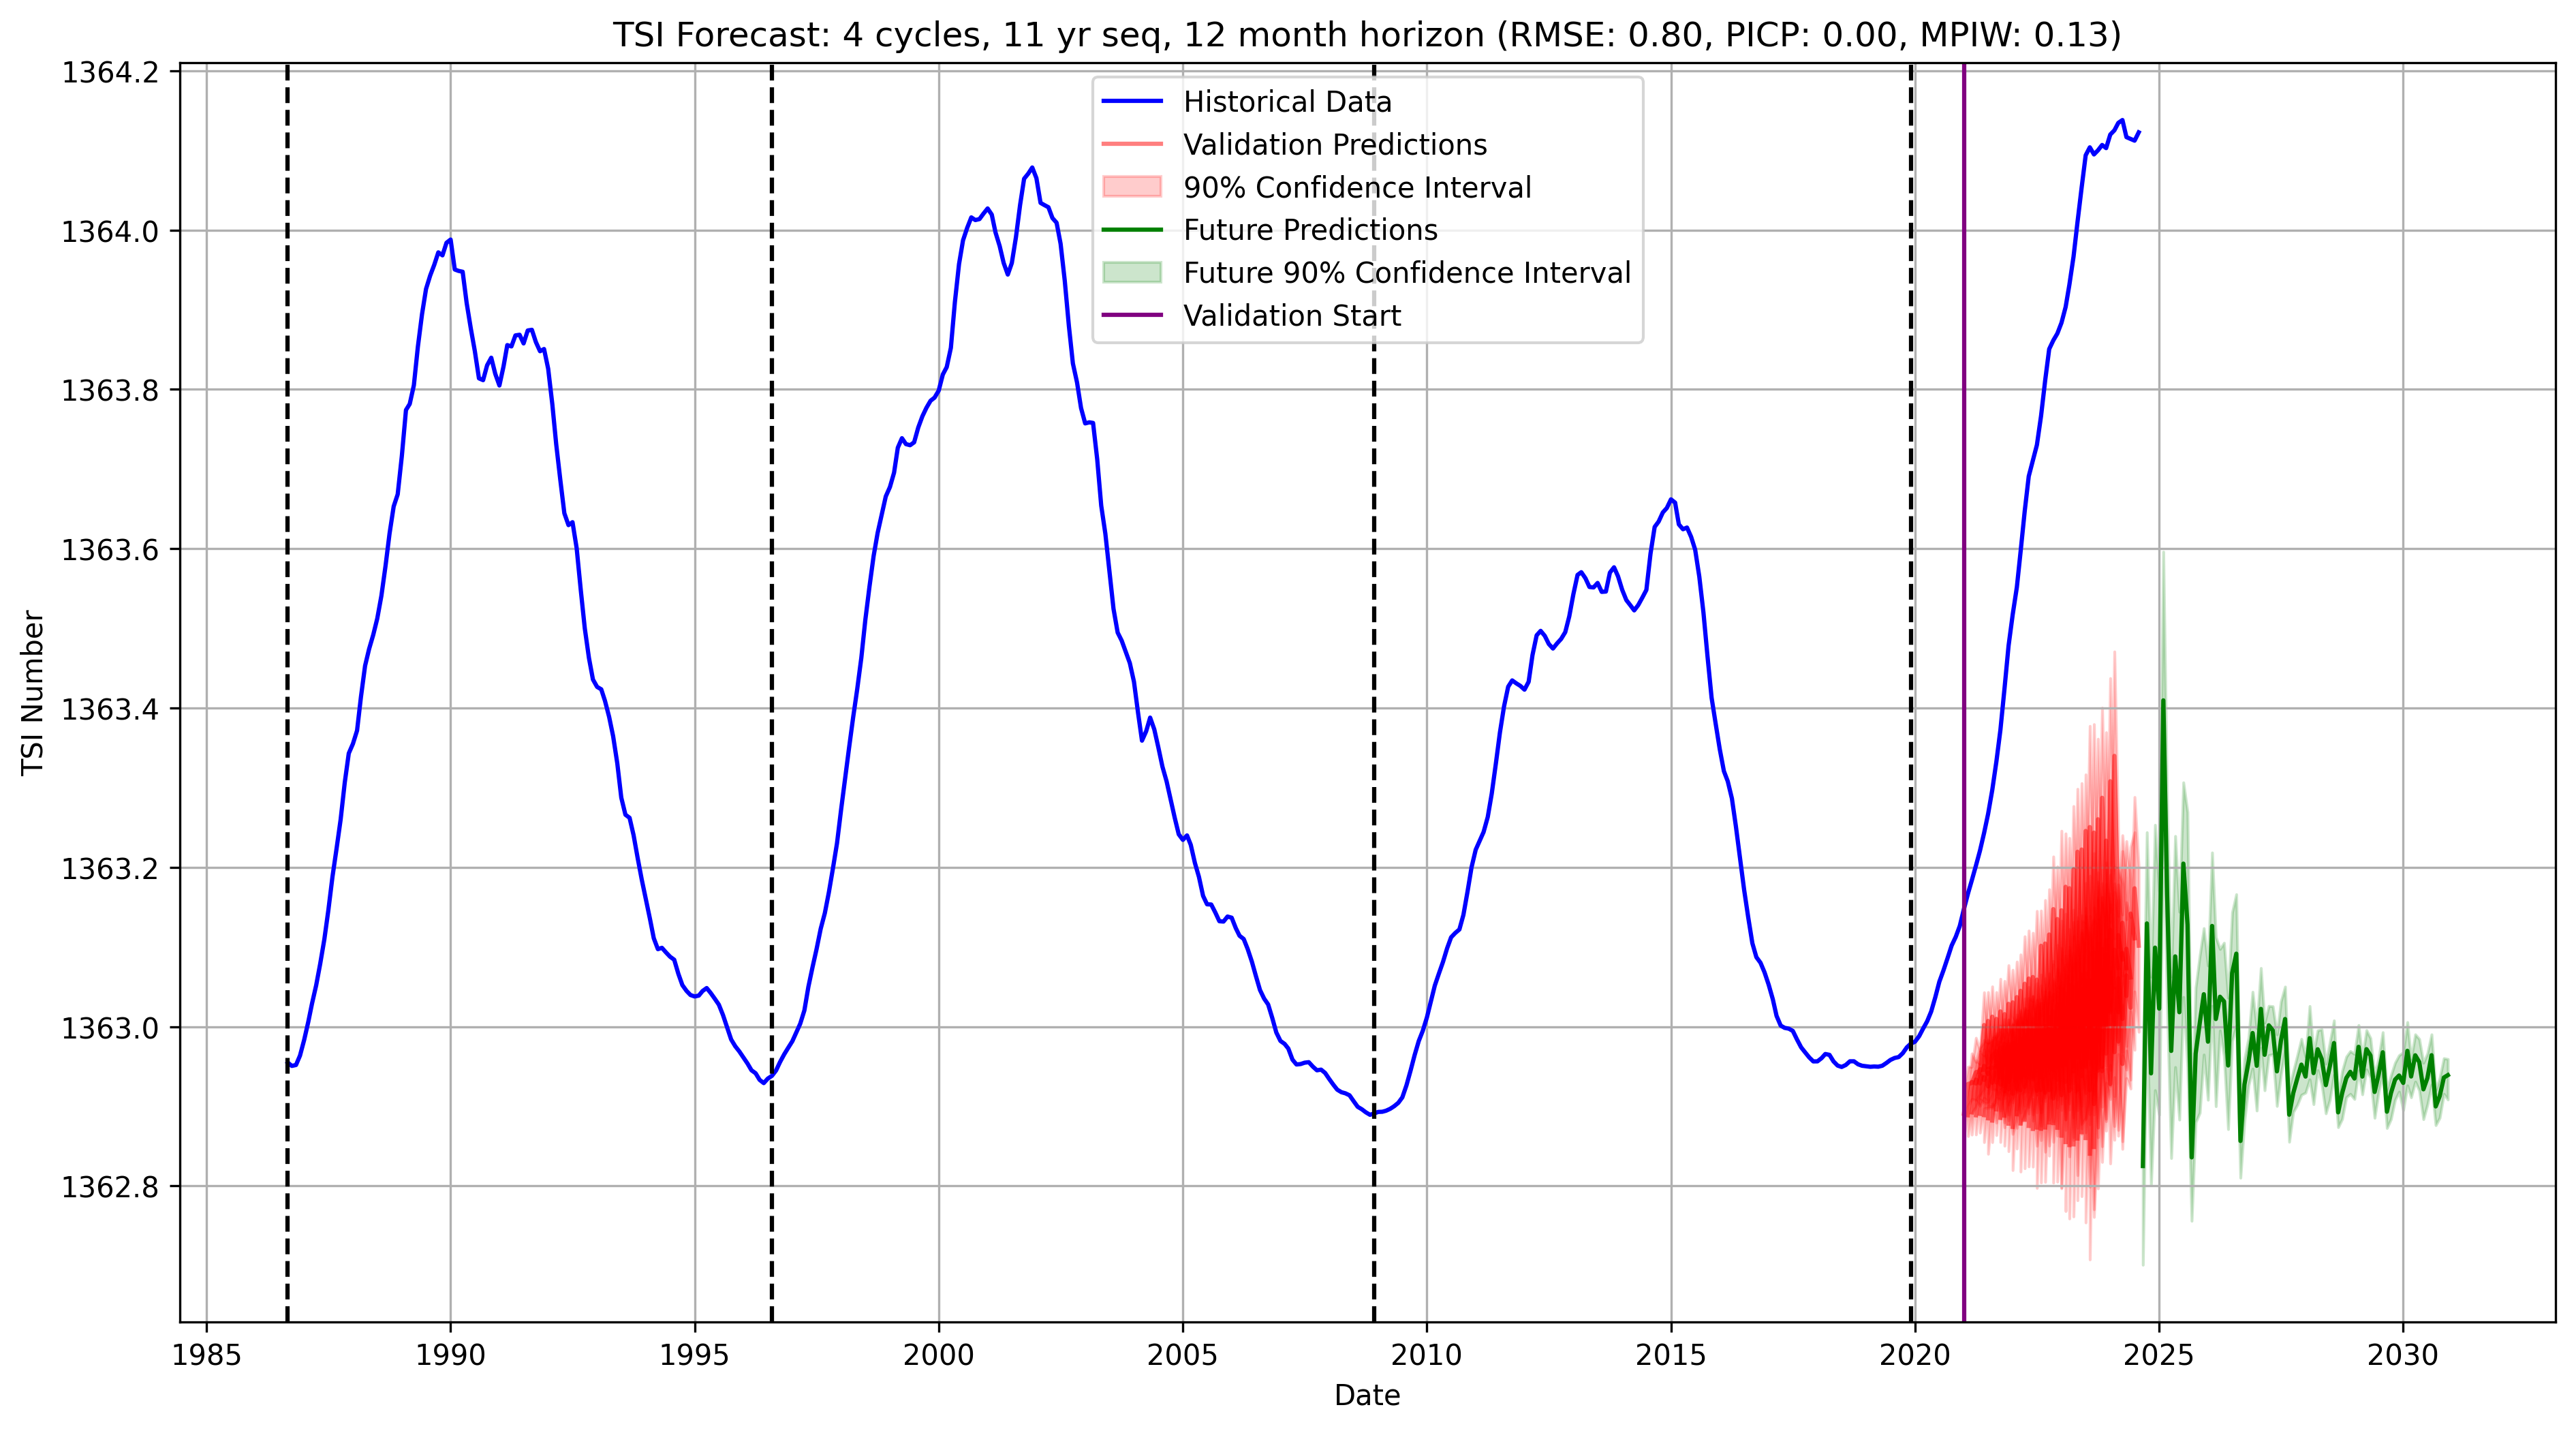 TSI Forecast: 4 cycles, 11 yr seq, 12 month horizon (RMSE: 0.80, PICP: 0.00, MPIW: 0.13)
1364.2
1364.0
1363.8
1363.6
1363.4
1363.2
1363.0
1362.8
TSI Number
Historical Data
Validation Predictions
90% Confidence Interval
Future Predictions
Future 90% Confidence Interval
Validation Start
1985 1990 1995 2000 2005 2010 2015 2020 2025 2030
Date